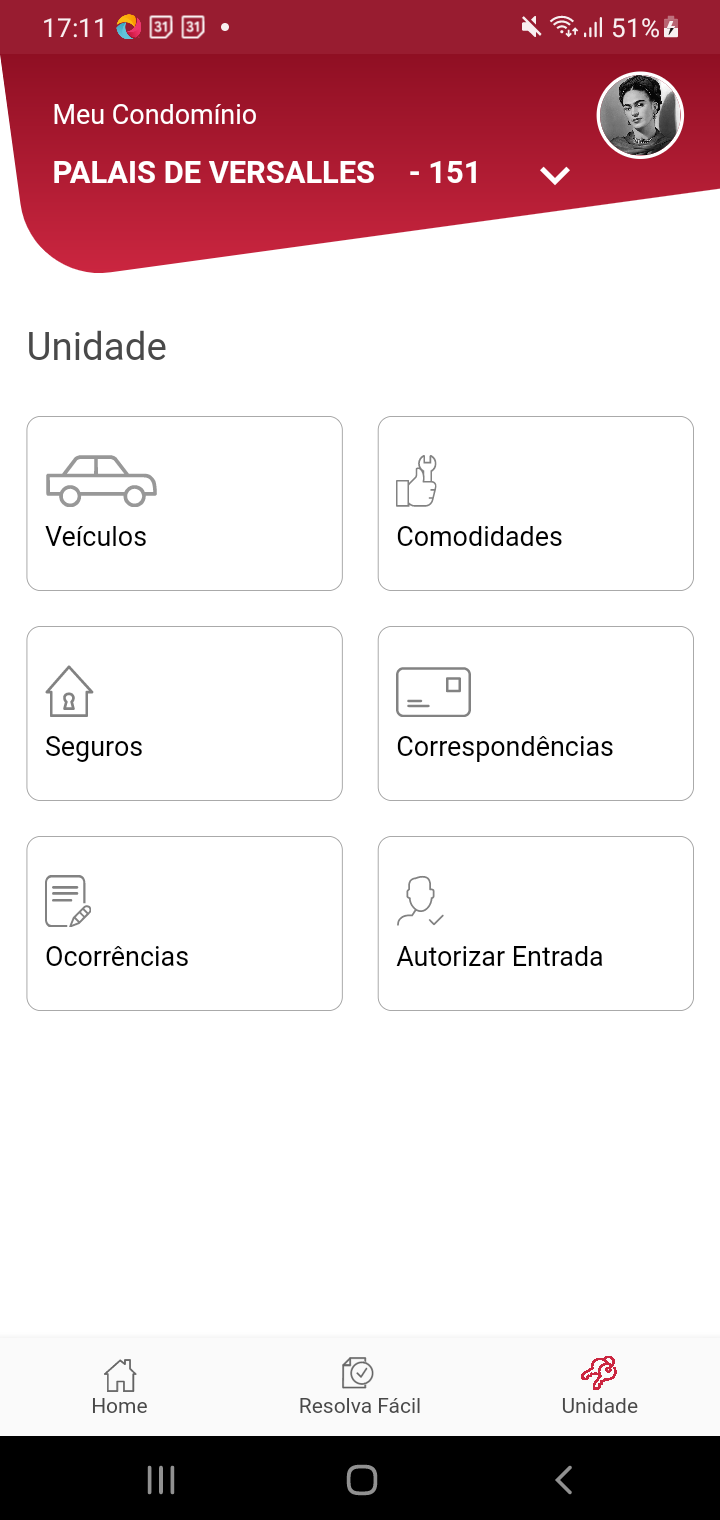 17:11 31 31 51%
Meu Condomínio
PALAIS DE VERSALLES - 151
Unidade
Veículos
Comodidades
Seguros
Correspondências
Ocorrências
Autorizar Entrada
Home
Resolva Fácil
Unidade